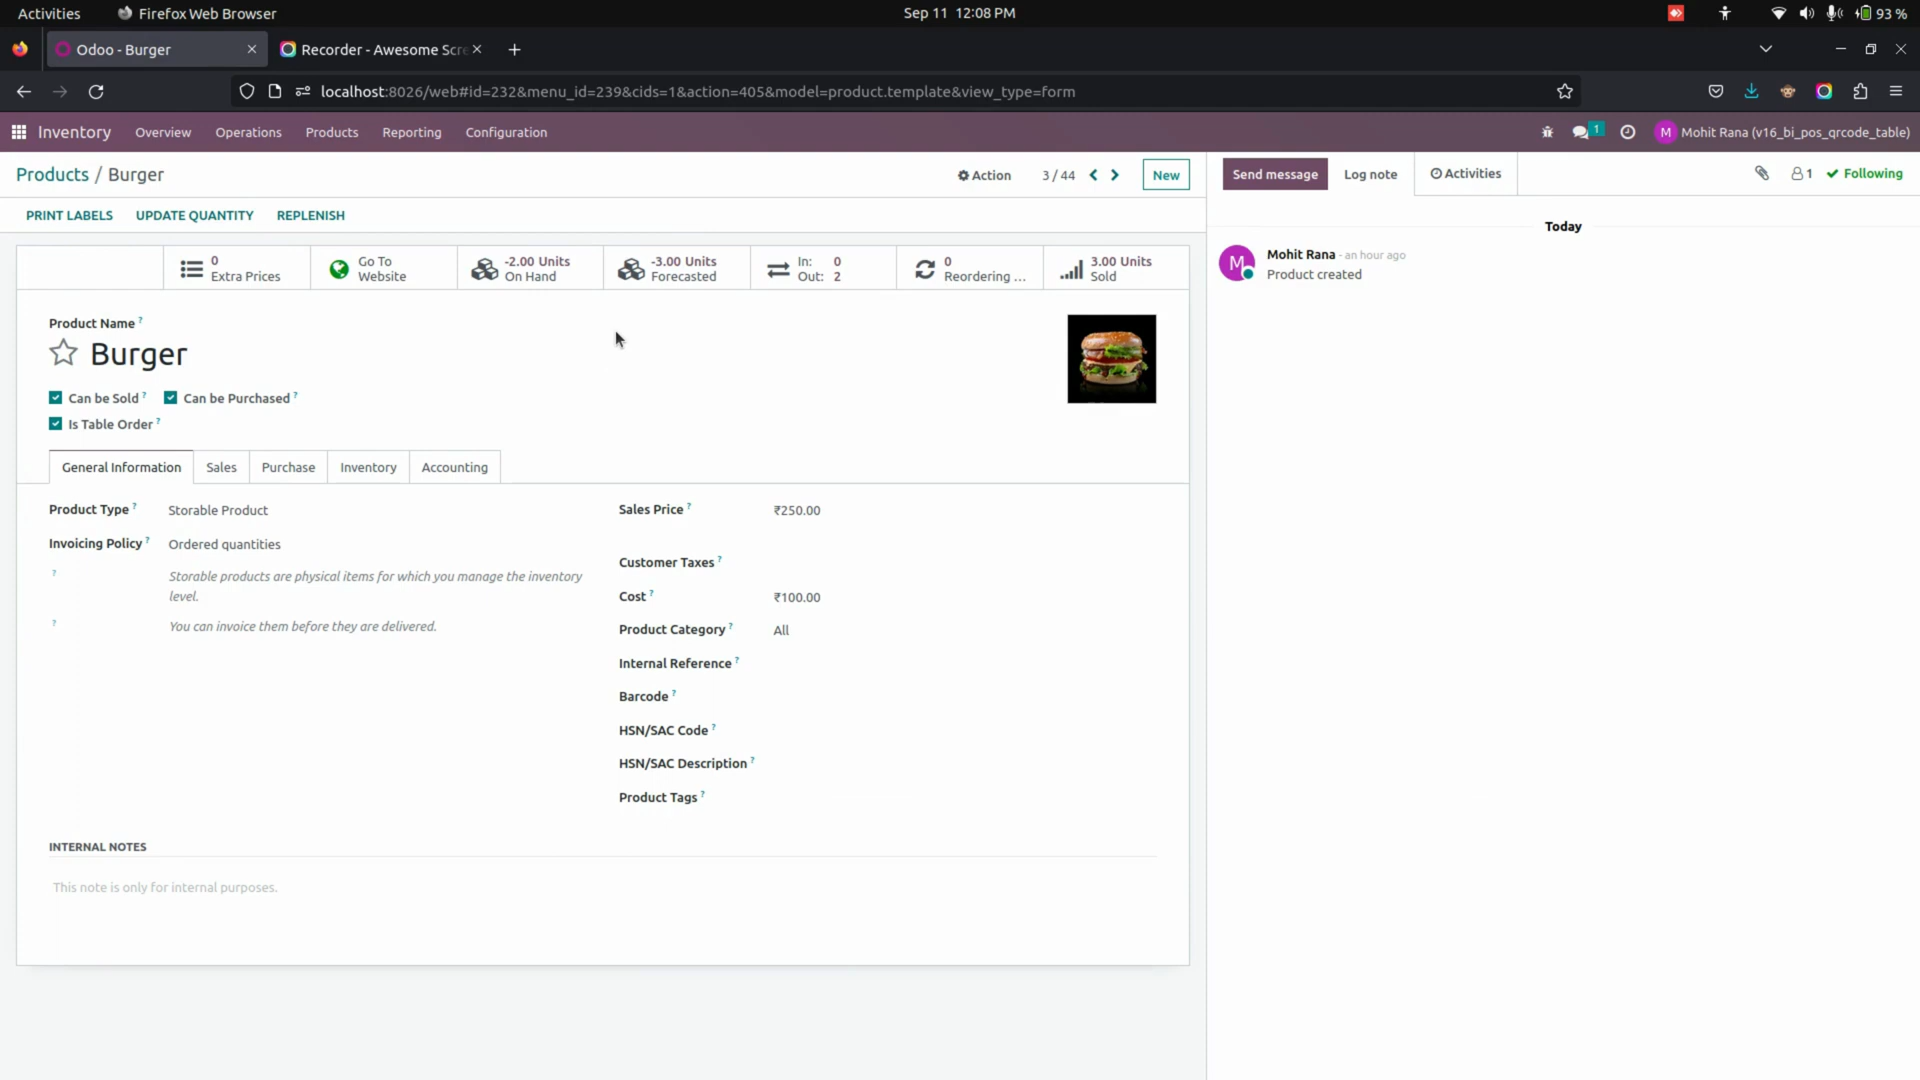 Activities
Firefox Web Browser
Sep 11 12:08 PM
93 %
Odoo - Burger
Recorder - Awesome Scre
localhost:8026/web#id=232&menu_id=239&cids=1&action=405&model=product.template&view_type=form
Inventory
Overview
Operations
Products
Reporting
Configuration
1
M
Mohit Rana (v16_bi_pos_qrcode_table)
Products / Burger
Action
3 / 44
New
Send message
Log note
Activities
1
Following
PRINT LABELS
UPDATE QUANTITY
REPLENISH
0
Extra Prices
Go To
Website
-2.00 Units
On Hand
-3.00 Units
Forecasted
In: 0
Out: 2
0
Reordering ...
3.00 Units
Sold
Today
M
Mohit Rana - an hour ago
Product created
Product Name ?
Burger
Can be Sold ?
Can be Purchased ?
Is Table Order ?
General Information
Sales
Purchase
Inventory
Accounting
Product Type ? Storable Product
Invoicing Policy ? Ordered quantities
? Storable products are physical items for which you manage the inventory
level.
? You can invoice them before they are delivered.
Sales Price ? ₹250.00
Customer Taxes ?
Cost ? ₹100.00
Product Category ? All
Internal Reference ?
Barcode ?
HSN/SAC Code ?
HSN/SAC Description ?
Product Tags ?
INTERNAL NOTES
This note is only for internal purposes.